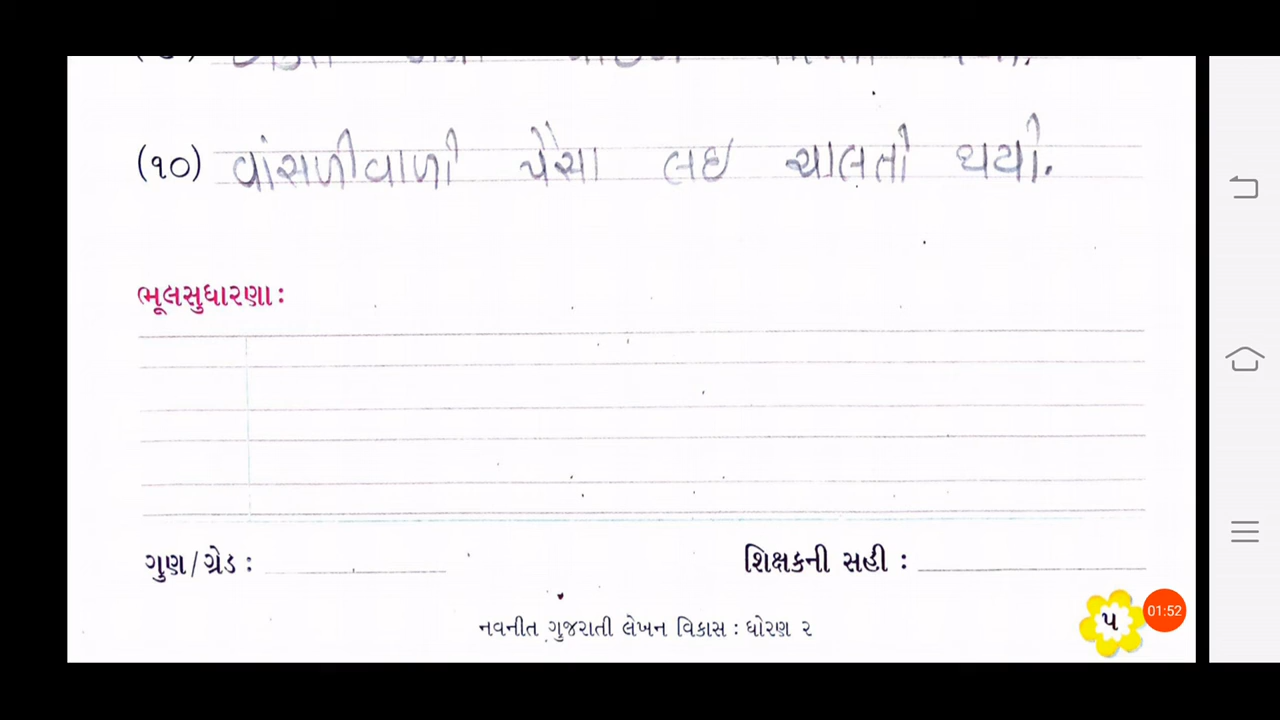 (૧૦) વાંસળીવાળો પૈસા લઇ ચાલતો થયો.
ભૂલસુધારણા :
ગુણ/ગ્રેડ :
શિક્ષકની સહી :
નવનીત ગુજરાતી લેખન વિકાસ : ધોરણ ૨
૫
01:52